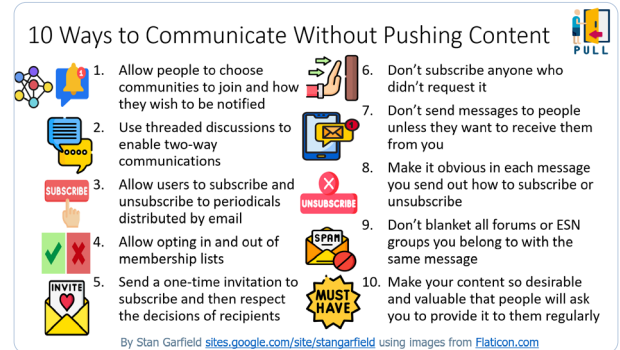 10 Ways to Communicate Without Pushing Content
PULL
1. Allow people to choose
communities to join and how
they wish to be notified
2. Use threaded discussions to
enable two-way
communications
SUBSCRIBE
3. Allow users to subscribe and
unsubscribe to periodicals
distributed by email
4. Allow opting in and out of
membership lists
INVITE
5. Send a one-time invitation to
subscribe and then respect
the decisions of recipients
6. Don't subscribe anyone who
didn't request it
7. Don't send messages to people
unless they want to receive them
from you
UNSUBSCRIBE
8. Make it obvious in each message
you send out how to subscribe or
unsubscribe
SPAM
9. Don't blanket all forums or ESN
groups you belong to with the
same message
MUST
HAVE
10. Make your content so desirable
and valuable that people will ask
you to provide it to them regularly
By Stan Garfield sites.google.com/site/stangarfield using images from Flaticon.com